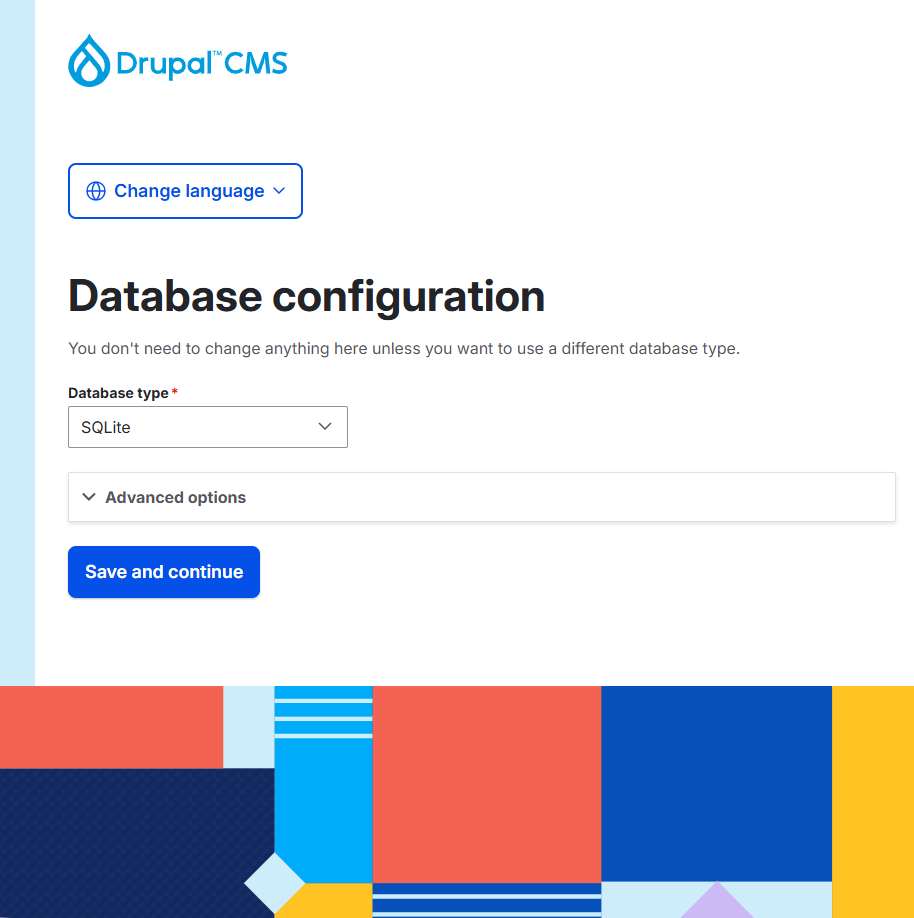 Drupal™ CMS
Change language
Database configuration
You don't need to change anything here unless you want to use a different database type.
Database type *
SQLite
Advanced options
Save and continue